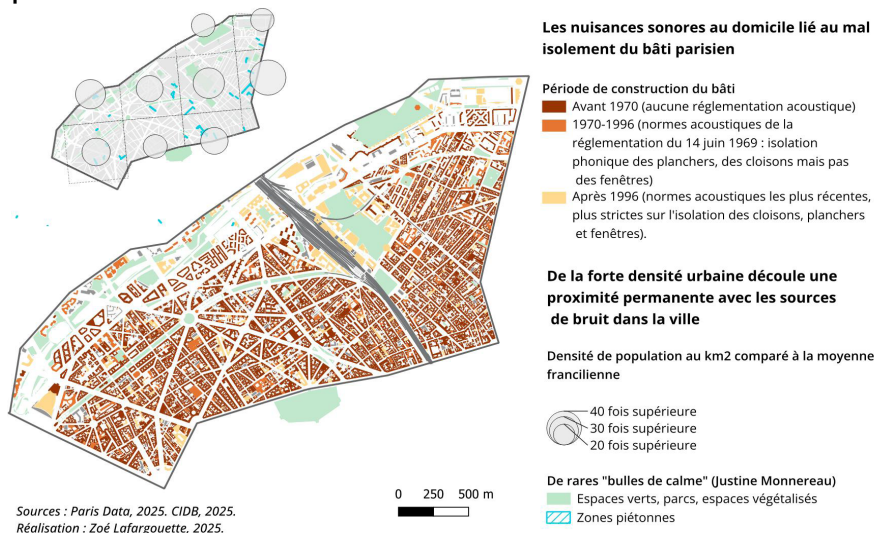 Les nuisances sonores au domicile lié au mal
isolement du bâti parisien
Période de construction du bâti
Avant 1970 (aucune réglementation acoustique)
1970-1996 (normes acoustiques de la
réglementation du 14 juin 1969 : isolation
phonique des planchers, des cloisons mais pas
des fenêtres)
Après 1996 (normes acoustiques les plus récentes,
plus strictes sur l'isolation des cloisons, planchers
et fenêtres).
De la forte densité urbaine découle une
proximité permanente avec les sources
de bruit dans la ville
Densité de population au km2 comparé à la moyenne
francilienne
40 fois supérieure
30 fois supérieure
20 fois supérieure
De rares "bulles de calme" (Justine Monnereau)
Espaces verts, parcs, espaces végétalisés
Zones piétonnes
0 250 500 m
Sources : Paris Data, 2025. CIDB, 2025.
Réalisation : Zoé Lafargouette, 2025.